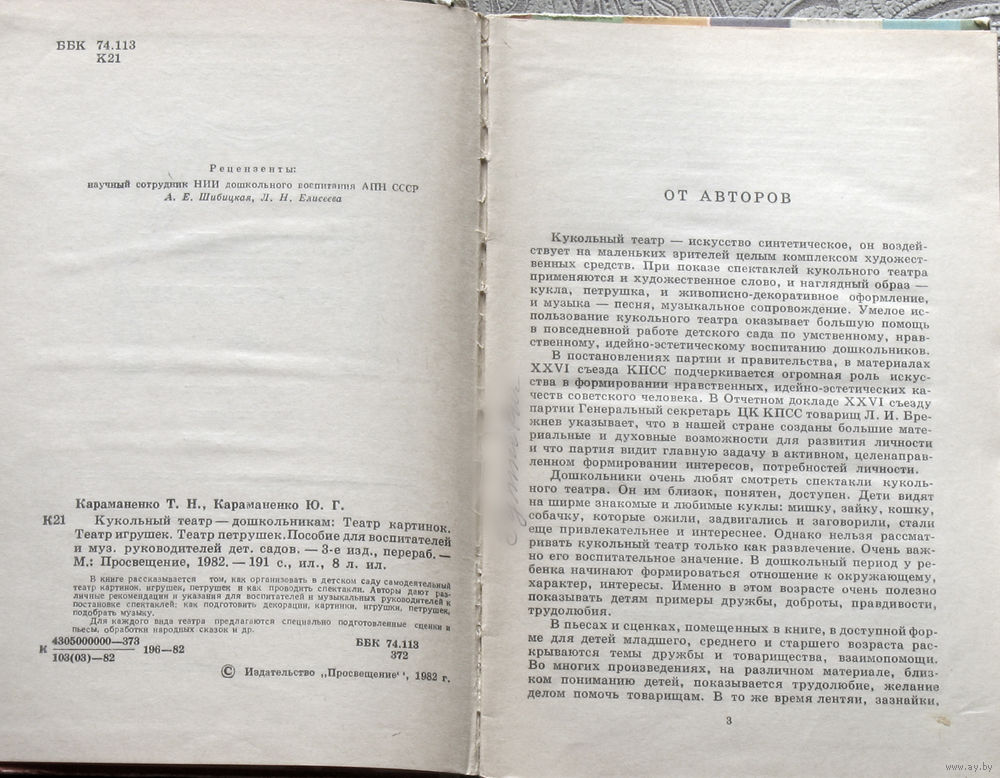 ББК 74.113
К21
Рецензенты:
научный сотрудник НИИ дошкольного воспитания АПН СССР
А. Е. Шибицкая, Л. Н. Елисеева
Караманенко Т. Н., Караманенко Ю. Г.
К21 Кукольный театр — дошкольникам: Театр картинок.
Театр игрушек. Театр петрушек. Пособие для воспитателей
и муз. руководителей дет. садов. — 3-е изд., перераб. —
М.: Просвещение, 1982. — 191 с., ил., 8 л. ил.
В книге рассказывается том, как организовать в детском саду самодеятельный
театр картинок, игрушек, петрушек и как проводить спектакли. Авторы дают раз-
личные рекомендации и указания для воспитателей и музыкальных руководителей к
постановке спектаклей: как подготовить декорации, картинки, игрушки, петрушек,
подобрать музыку.
Для каждого вида театра предлагаются специально подготовленные сценки и
пьесы, обработки народных сказок и др.
К 4305000000—373 196—82 ББК 74.113
103(03)—82 372
© Издательство „Просвещение“, 1982 г.
ОТ АВТОРОВ
Кукольный театр — искусство синтетическое, он воздей-
ствует на маленьких зрителей целым комплексом художест-
венных средств. При показе спектаклей кукольного театра
применяются и художественное слово, и наглядный образ —
кукла, петрушка, и живописно-декоративное оформление,
и музыка — песня, музыкальное сопровождение. Умелое ис-
пользование кукольного театра оказывает большую помощь
в повседневной работе детского сада по умственному, нрав-
ственному, идейно-эстетическому воспитанию дошкольников.
В постановлениях партии и правительства, в материалах
XXVI съезда КПСС подчеркивается огромная роль искус-
ства в формировании нравственных, идейно-эстетических ка-
честв советского человека. В Отчетном докладе XXVI съезду
партии Генеральный секретарь ЦК КПСС товарищ Л. И. Бре-
жнев указывает, что в нашей стране созданы большие мате-
риальные и духовные возможности для развития личности
и что партия видит главную задачу в активном, целенаправ-
ленном формировании интересов, потребностей личности.
Дошкольники очень любят смотреть спектакли куколь-
ного театра. Он им близок, понятен, доступен. Дети видят
на ширме знакомые и любимые куклы: мишку, зайку, кошку,
собачку, которые ожили, задвигались и заговорили, стали
еще привлекательнее и интереснее. Однако нельзя рассмат-
ривать кукольный театр только как развлечение. Очень важ-
но его воспитательное значение. В дошкольный период у ре-
бенка начинают формироваться отношение к окружающему,
характер, интересы. Именно в этом возрасте очень полезно
показывать детям примеры дружбы, доброты, правдивости,
трудолюбия.
В пьесах и сценках, помещенных в книге, в доступной фор-
ме для детей младшего, среднего и старшего возраста рас-
крываются темы дружбы и товарищества, взаимопомощи.
Во многих произведениях, на различном материале, близ-
ком пониманию детей, показывается трудолюбие, желание
делом помочь товарищам. В то же время лентяи, зазнайки,
3
www.ay.by